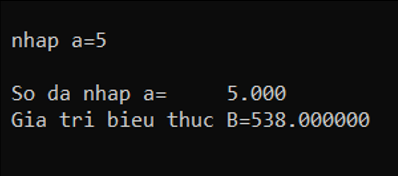 nhap a=5
So da nhap a=     5.000
Gia tri bieu thuc B=538.000000